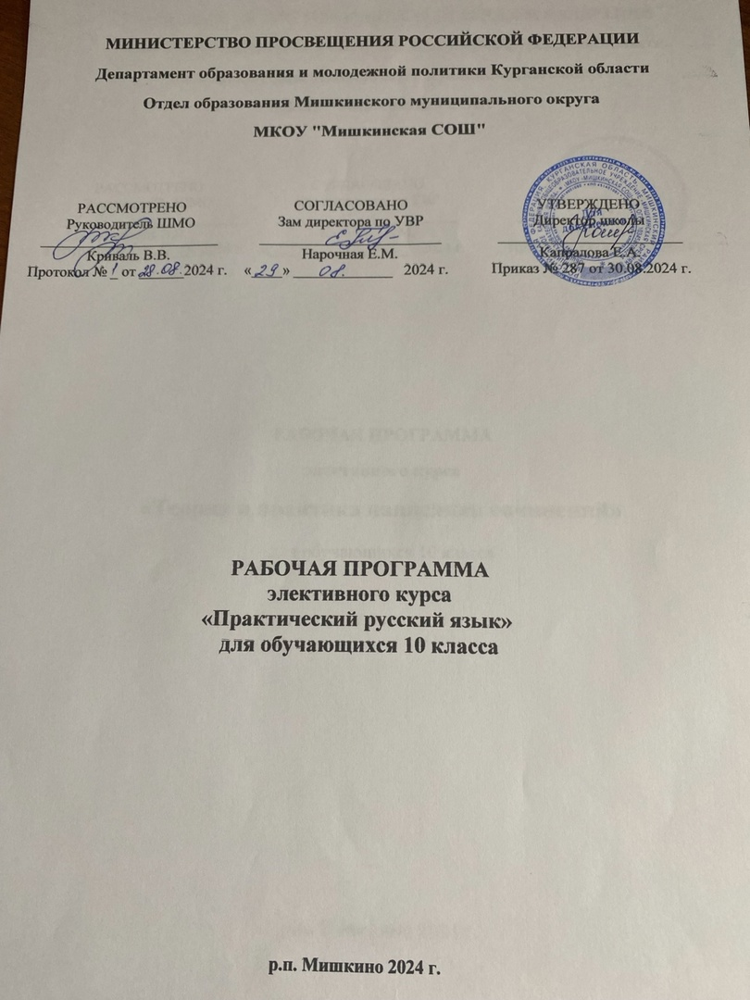 МИНИСТЕРСТВО ПРОСВЕЩЕНИЯ РОССИЙСКОЙ ФЕДЕРАЦИИ
Департамент образования и молодежной политики Курганской области
Отдел образования Мишкинского муниципального округа
МКОУ "Мишкинская СОШ"
РАССМОТРЕНО
Руководитель ШМО
Криваль В.В.
Протокол № 1 от 28.08.2024 г.
СОГЛАСОВАНО
Зам директора по УВР
Нарочная Е.М.
«29» 08. 2024 г.
УТВЕРЖДЕНО
Директор школы
Капралова Е.А.
Приказ № 287 от 30.08.2024 г.
РАБОЧАЯ ПРОГРАММА
элективного курса
«Практический русский язык»
для обучающихся 10 класса
р.п. Мишкино 2024 г.